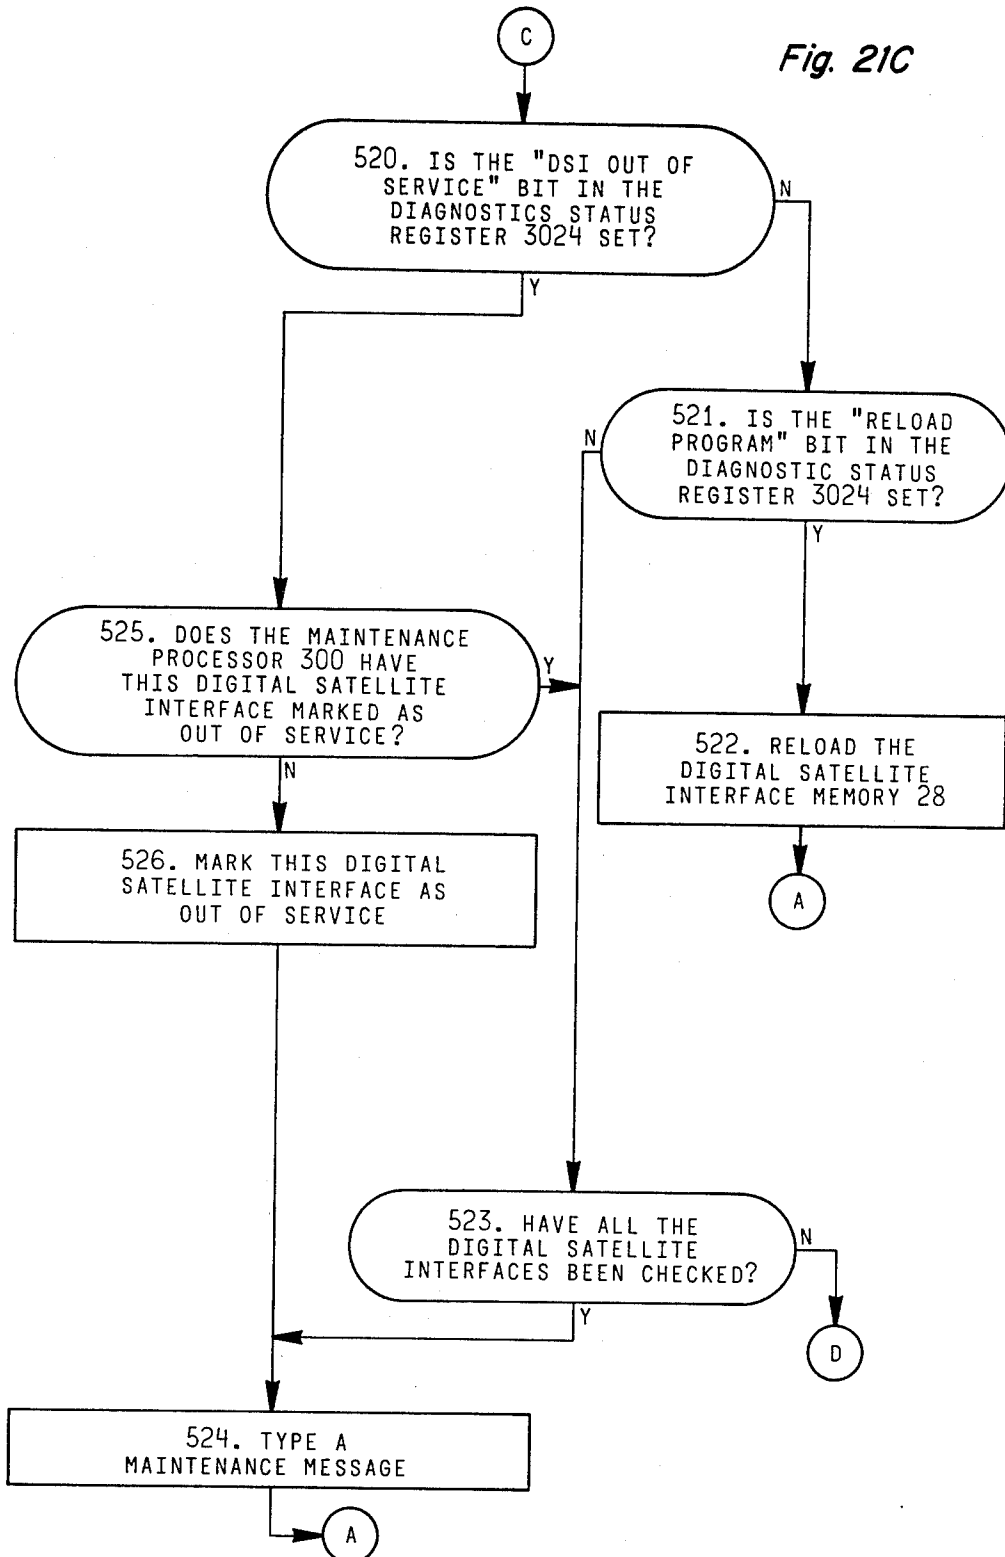 C
Fig. 21C
520. IS THE "DSI OUT OF
SERVICE" BIT IN THE
DIAGNOSTICS STATUS
REGISTER 3024 SET?
N
Y
521. IS THE "RELOAD
PROGRAM" BIT IN THE
DIAGNOSTIC STATUS
REGISTER 3024 SET?
N
Y
525. DOES THE MAINTENANCE
PROCESSOR 300 HAVE
THIS DIGITAL SATELLITE
INTERFACE MARKED AS
OUT OF SERVICE?
Y
N
522. RELOAD THE
DIGITAL SATELLITE
INTERFACE MEMORY 28
A
526. MARK THIS DIGITAL
SATELLITE INTERFACE AS
OUT OF SERVICE
523. HAVE ALL THE
DIGITAL SATELLITE
INTERFACES BEEN CHECKED?
N
Y
D
524. TYPE A
MAINTENANCE MESSAGE
A